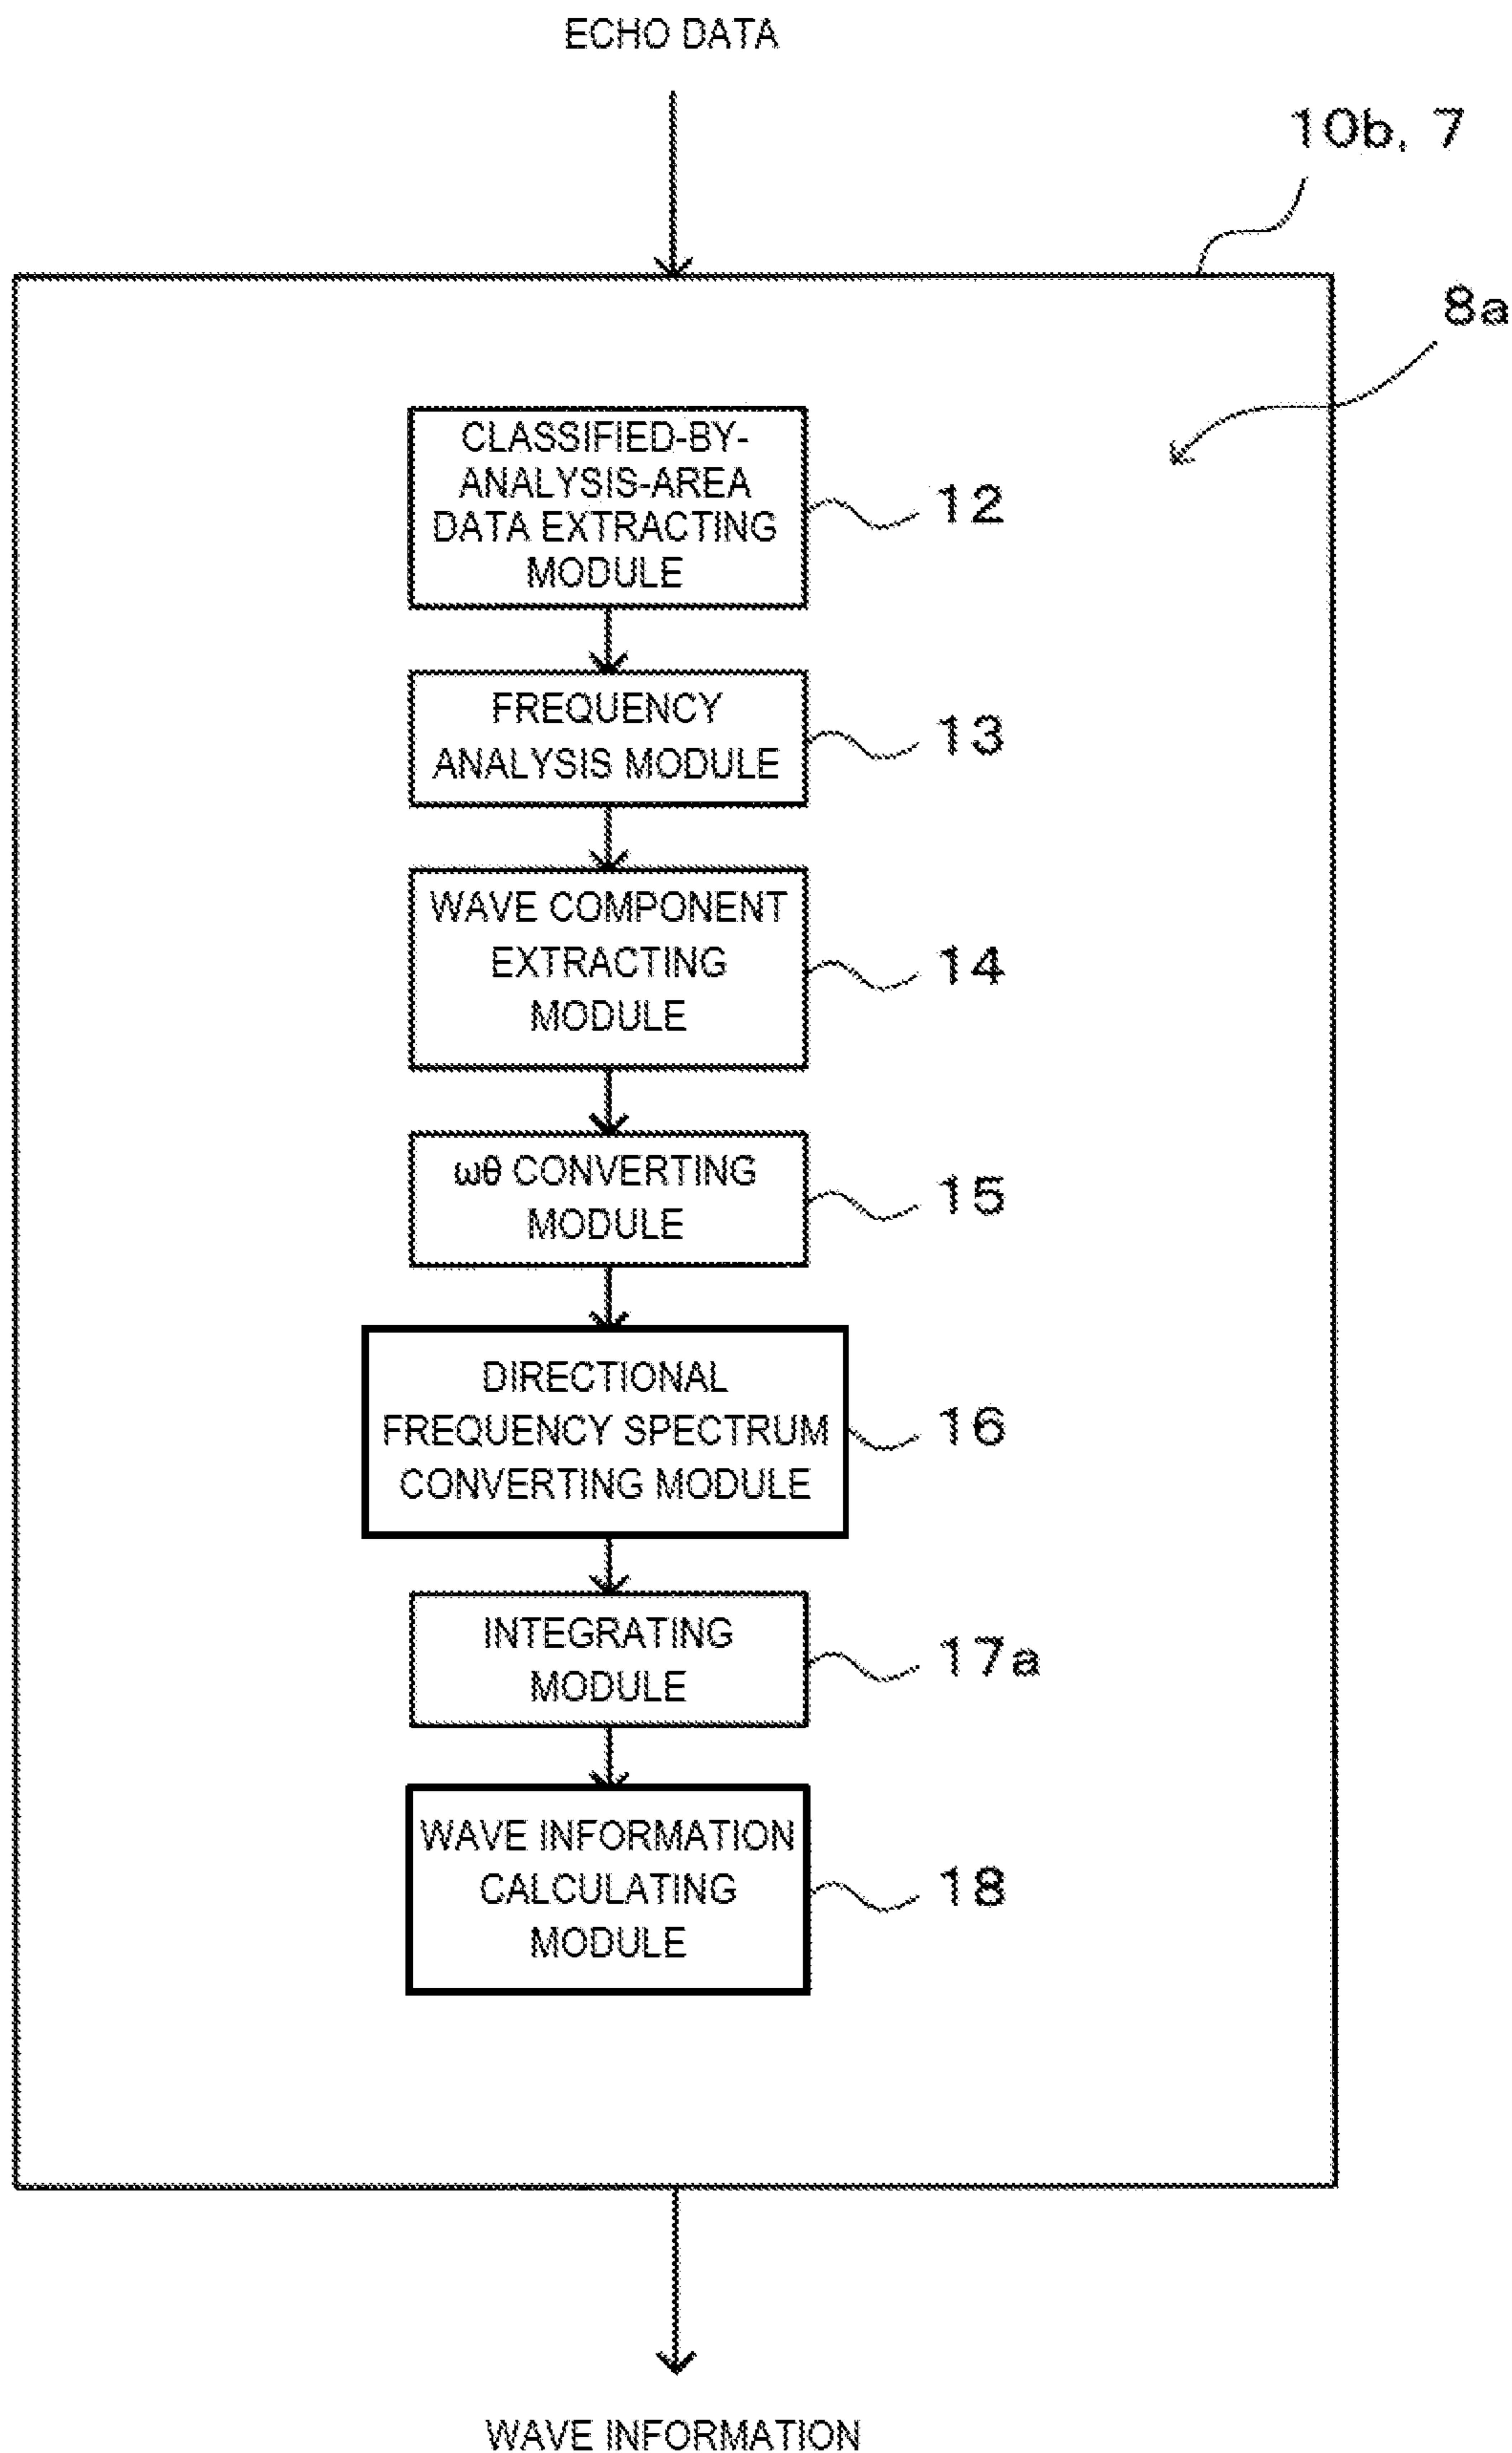 ECHO DATA
10b, 7
8a
CLASSIFIED-BY-
ANALYSIS-AREA
DATA EXTRACTING
MODULE
12
FREQUENCY
ANALYSIS MODULE
13
WAVE COMPONENT
EXTRACTING
MODULE
14
ωθ CONVERTING
MODULE
15
DIRECTIONAL
FREQUENCY SPECTRUM
CONVERTING MODULE
16
INTEGRATING
MODULE
17a
WAVE INFORMATION
CALCULATING
MODULE
18
WAVE INFORMATION